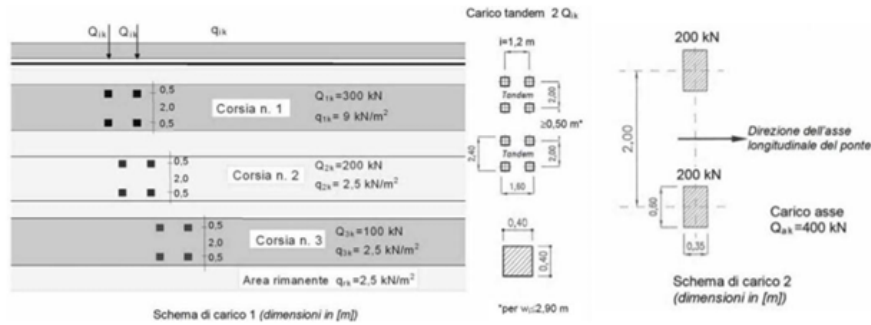 Q_ik Q_ik q_ik
0,5
2,0
0,5
Corsia n. 1
Q_1k=300 kN
q_1k= 9 kN/m²
0,5
2,0
0,5
Corsia n. 2
Q_2k=200 kN
q_2k= 2,5 kN/m²
0,5
2,0
0,5
Corsia n. 3
Q_3k=100 kN
q_3k= 2,5 kN/m²
Area rimanente q_rk=2,5 kN/m²
Schema di carico 1 (dimensioni in [m])
Carico tandem 2 Q_ik
i=1,2 m
Tandem
2,00
≥0,50 m*
2,40
Tandem
2,00
1,60
0,40
0,40
*per w_l≤2,90 m
200 kN
2,00
Direzione dell'asse
longitudinale del ponte
200 kN
0,60
0,35
Carico asse
Q_ak=400 kN
Schema di carico 2
(dimensioni in [m])